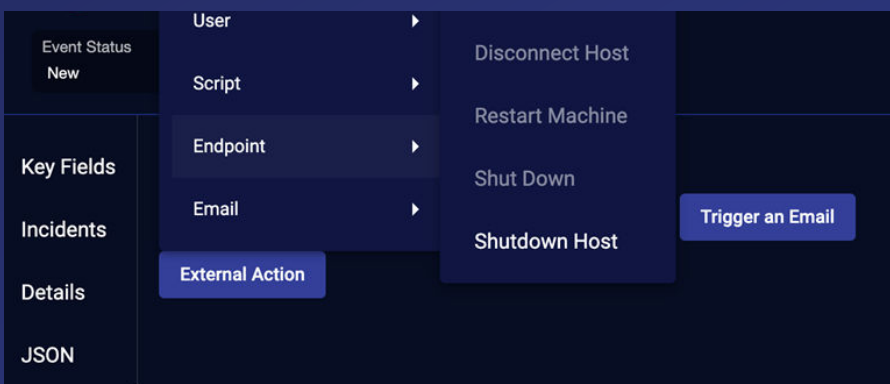 Event Status
New
Key Fields
Incidents
Details
JSON
User
Script
Endpoint
Email
External Action
Disconnect Host
Restart Machine
Shut Down
Shutdown Host
Trigger an Email